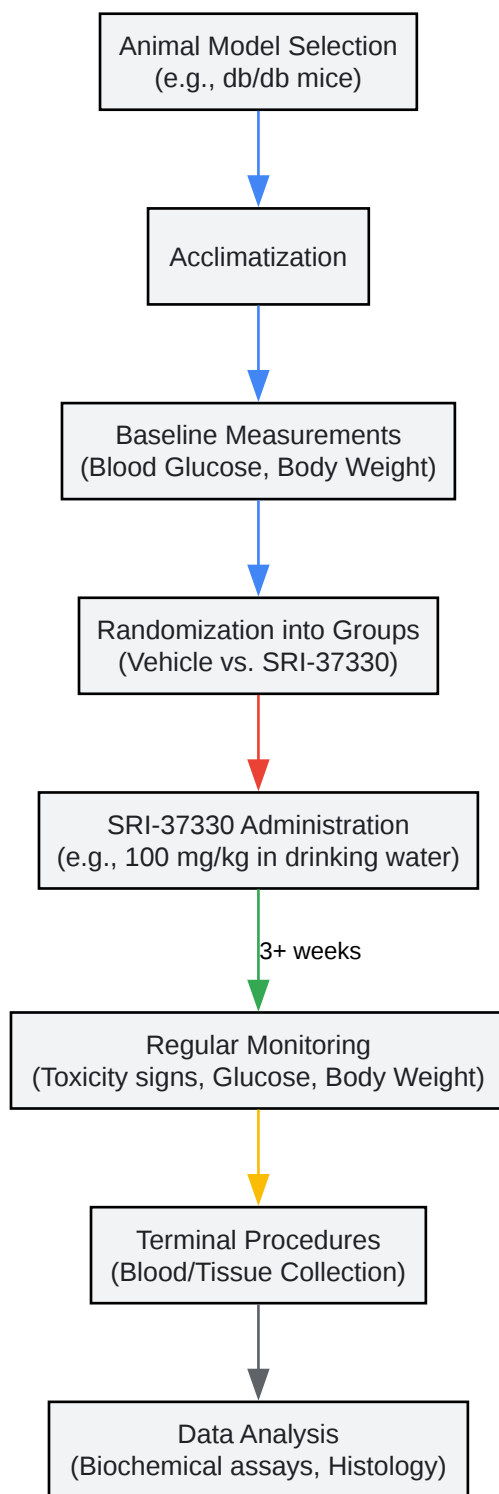 Animal Model Selection
(e.g., db/db mice)
Acclimatization
Baseline Measurements
(Blood Glucose, Body Weight)
Randomization into Groups
(Vehicle vs. SRI-37330)
SRI-37330 Administration
(e.g., 100 mg/kg in drinking water)
3+ weeks
Regular Monitoring
(Toxicity signs, Glucose, Body Weight)
Terminal Procedures
(Blood/Tissue Collection)
Data Analysis
(Biochemical assays, Histology)